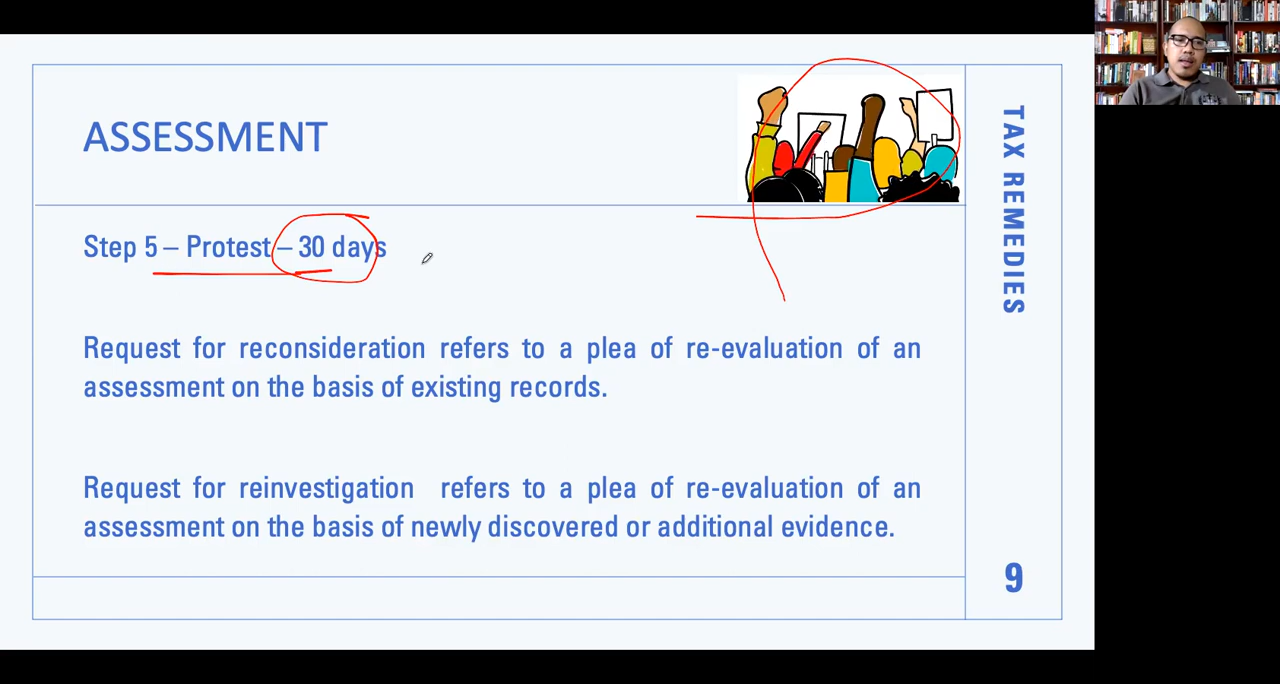 ASSESSMENT
TAX REMEDIES
Step 5 – Protest – 30 days
Request for reconsideration refers to a plea of re-evaluation of an
assessment on the basis of existing records.
Request for reinvestigation refers to a plea of re-evaluation of an
assessment on the basis of newly discovered or additional evidence.
9